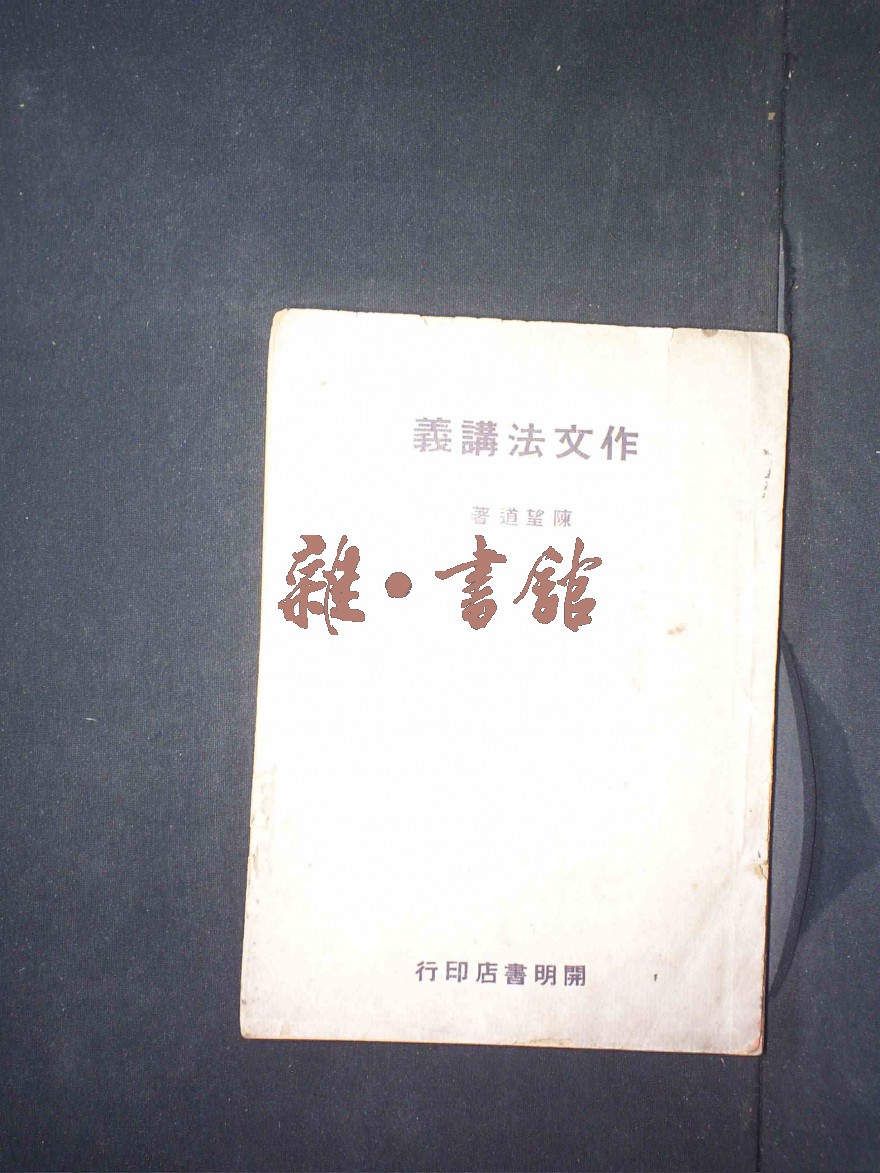 作文法講義
陳望道著
雜·書館
開明書店印行